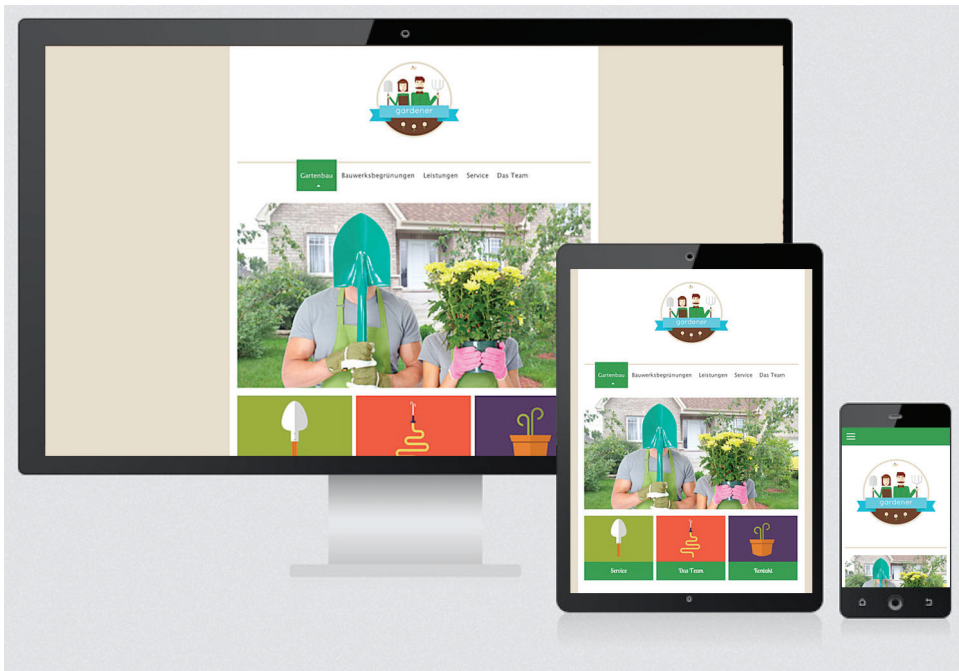 gardener
Gartenbau Bauwerksbegrünungen Leistungen Service Das Team
gardener
Gartenbau Bauwerksbegrünungen Leistungen Service Das Team
Service Das Team Kontakt
gardener